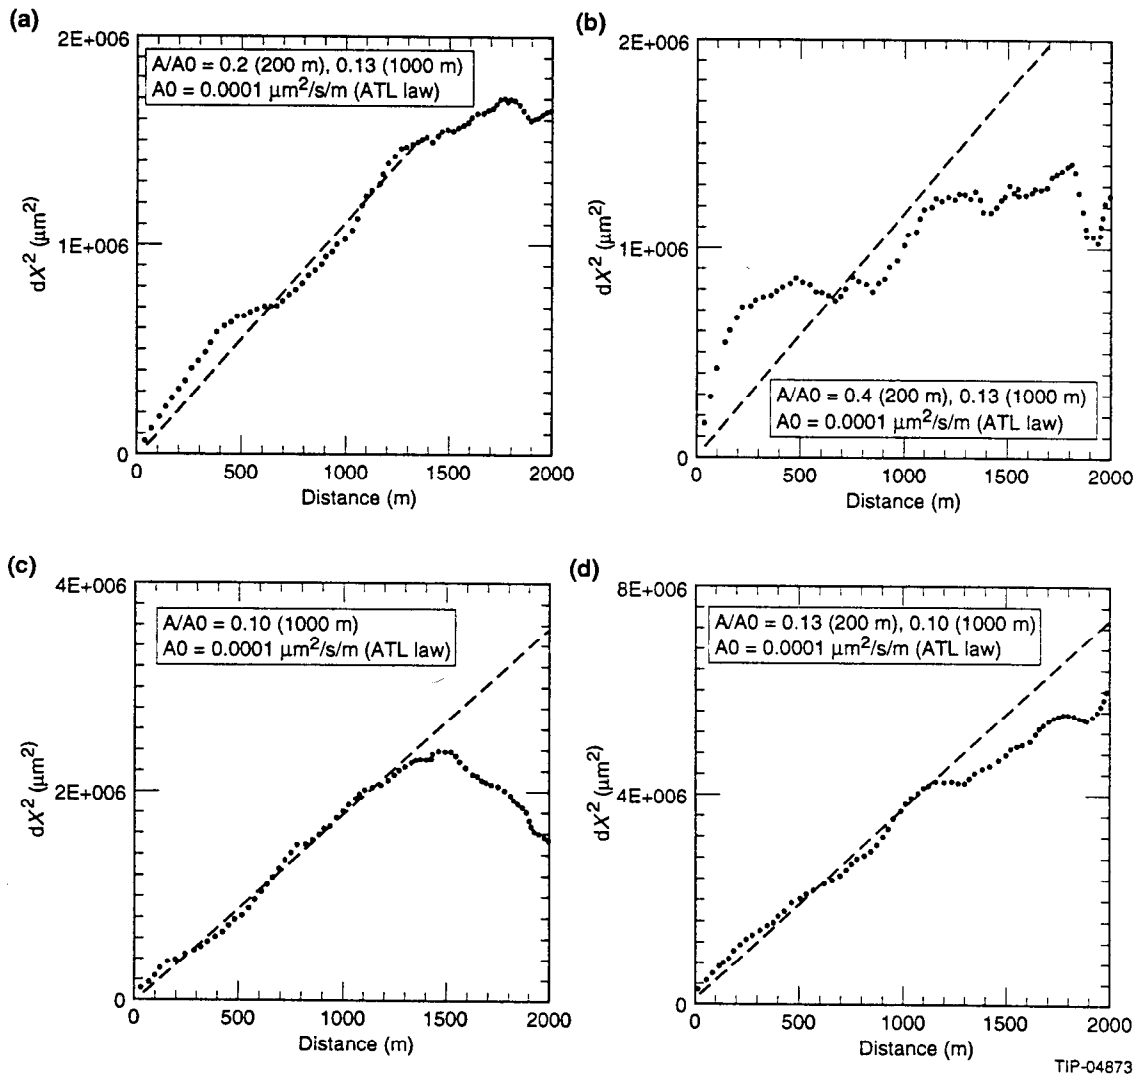 (a)
2E+006
A/A0 = 0.2 (200 m), 0.13 (1000 m)
A0 = 0.0001 μm²/s/m (ATL law)
1E+006
dX² (μm²)
0
0 500 1000 1500 2000
Distance (m)
(b)
2E+006
1E+006
dX² (μm²)
A/A0 = 0.4 (200 m), 0.13 (1000 m)
A0 = 0.0001 μm²/s/m (ATL law)
0
0 500 1000 1500 2000
Distance (m)
(c)
4E+006
A/A0 = 0.10 (1000 m)
A0 = 0.0001 μm²/s/m (ATL law)
2E+006
dX² (μm²)
0
0 500 1000 1500 2000
Distance (m)
(d)
8E+006
A/A0 = 0.13 (200 m), 0.10 (1000 m)
A0 = 0.0001 μm²/s/m (ATL law)
4E+006
dX² (μm²)
0
0 500 1000 1500 2000
Distance (m)
TIP-04873